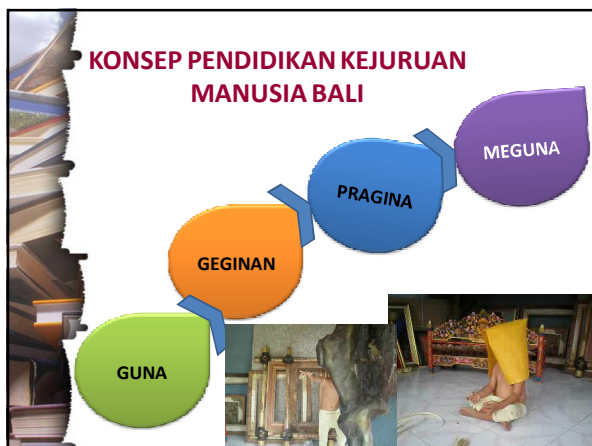 KONSEP PENDIDIKAN KEJURUAN
MANUSIA BALI
MEGUNA
PRAGINA
GEGINAN
GUNA